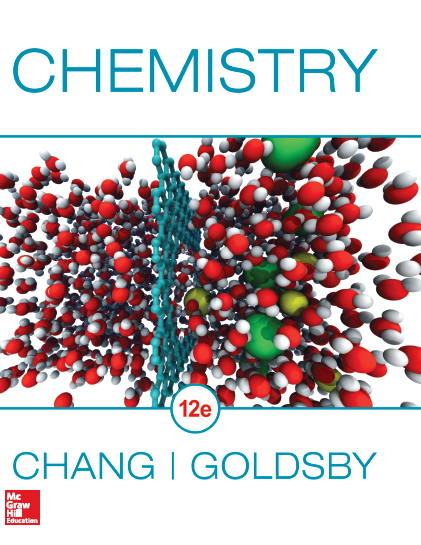 CHEMISTRY
12e
CHANG | GOLDSBY
Mc
Graw
Hill
Education